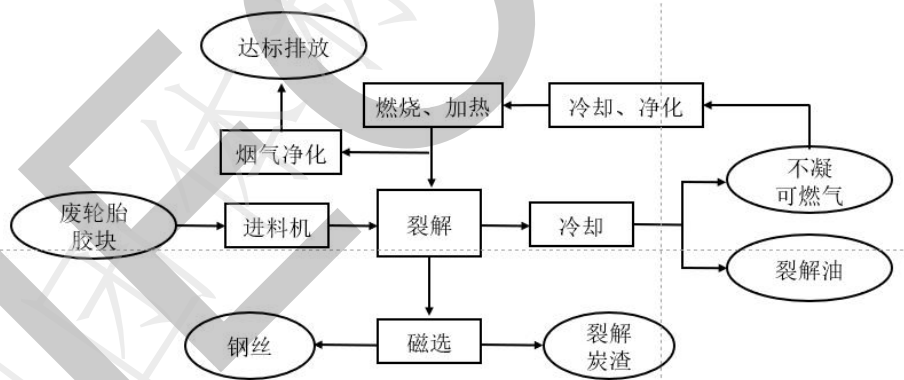 达标排放
燃烧、加热
冷却、净化
烟气净化
不凝
可燃气
废轮胎
胶块
进料机
裂解
冷却
裂解油
钢丝
磁选
裂解
炭渣